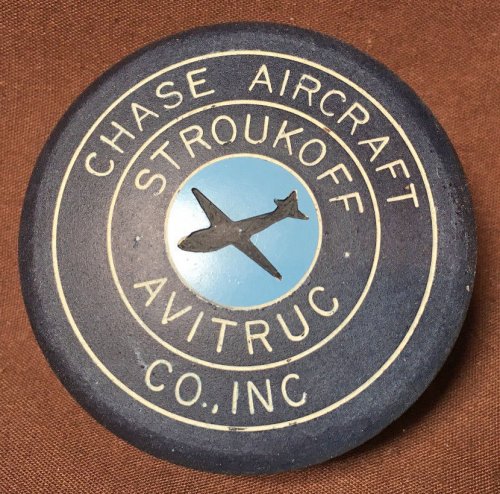 CHASE AIRCRAFT
CO., INC
STROUKOFF
AVITRUC